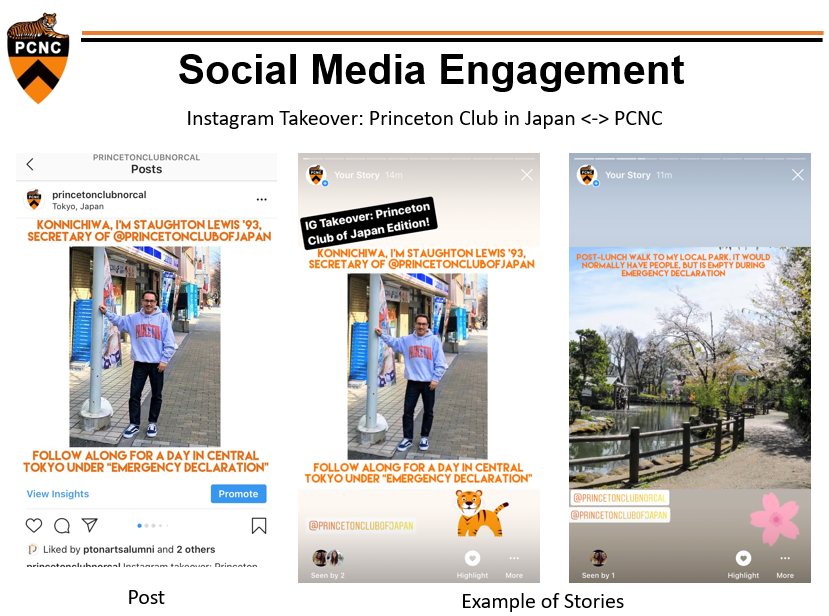 PCNC
Social Media Engagement
Instagram Takeover: Princeton Club in Japan <-> PCNC
PRINCETONCLUBNORCAL
Posts
princetonclubnorcal
Tokyo, Japan
KONNICHIWA, I'M STAUGHTON LEWIS '93,
SECRETARY OF @PRINCETONCLUBOFJAPAN
PRINCETON
FOLLOW ALONG FOR A DAY IN CENTRAL
TOKYO UNDER "EMERGENCY DECLARATION"
View Insights
Promote
Liked by ptonartsalumni and 2 others
princetonclubnorcal Instagram takeover: Princeton
Post
Your Story 14m
IG Takeover: Princeton
Club of Japan Edition!
KONNICHIWA, I'M STAUGHTON LEWIS '93,
SECRETARY OF @PRINCETONCLUBOFJAPAN
PRINCETON
FOLLOW ALONG FOR A DAY IN CENTRAL
TOKYO UNDER "EMERGENCY DECLARATION"
@PRINCETONCLUBOFJAPAN
Seen by 2
Highlight
More
Your Story 11m
POST-LUNCH WALK TO MY LOCAL PARK. IT WOULD
NORMALLY HAVE PEOPLE, BUT IS EMPTY DURING
EMERGENCY DECLARATION
@PRINCETONCLUBNORCAL
@PRINCETONCLUBOFJAPAN
Seen by 1
Highlight
More
Example of Stories